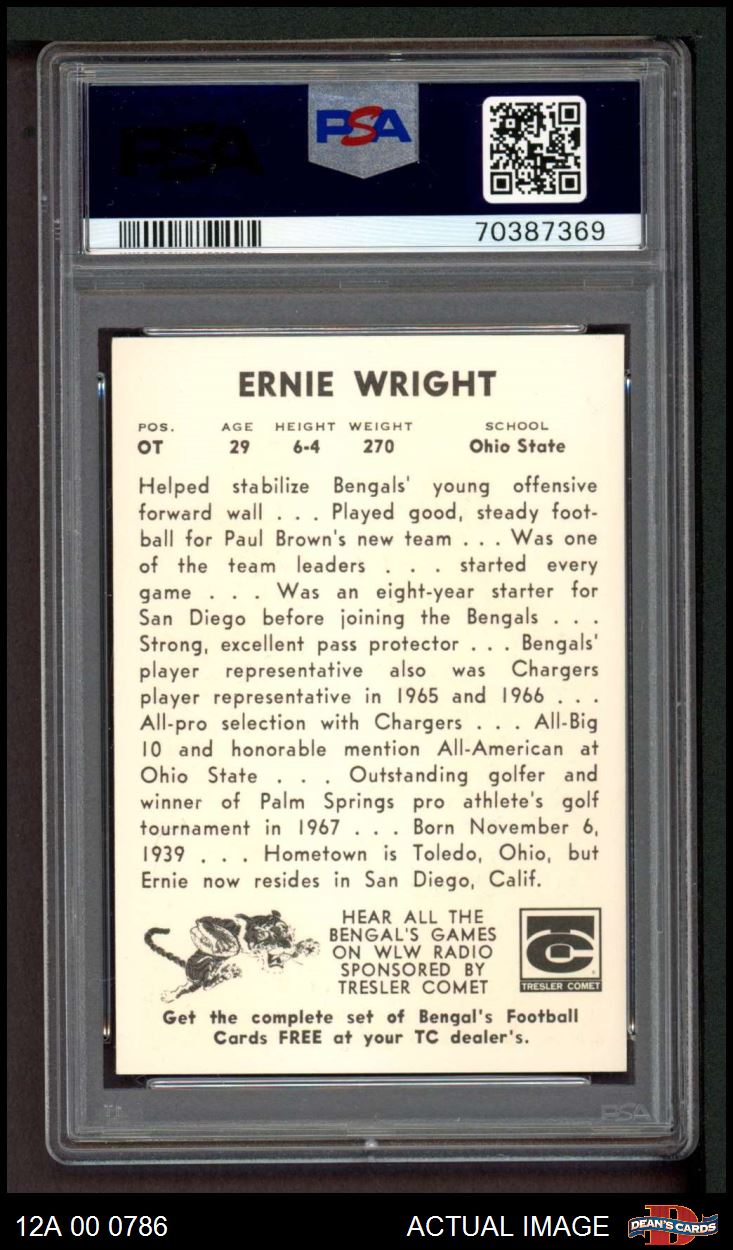 PSA
PSA
70387369
ERNIE WRIGHT
POS. AGE HEIGHT WEIGHT SCHOOL
OT 29 6-4 270 Ohio State
Helped stabilize Bengals' young offensive
forward wall . . . Played good, steady foot-
ball for Paul Brown's new team . . . Was one
of the team leaders . . . started every
game . . . Was an eight-year starter for
San Diego before joining the Bengals . . .
Strong, excellent pass protector . . . Bengals'
player representative also was Chargers
player representative in 1965 and 1966 . . .
All-pro selection with Chargers . . . All-Big
10 and honorable mention All-American at
Ohio State . . . Outstanding golfer and
winner of Palm Springs pro athlete's golf
tournament in 1967 . . . Born November 6,
1939 . . . Hometown is Toledo, Ohio, but
Ernie now resides in San Diego, Calif.
HEAR ALL THE
BENGAL'S GAMES
ON WLW RADIO
SPONSORED BY
TRESLER COMET
TC
TRESLER COMET
Get the complete set of Bengal's Football
Cards FREE at your TC dealer's.
PSA
12A 00 0786
ACTUAL IMAGE
D
DEAN'S CARDS